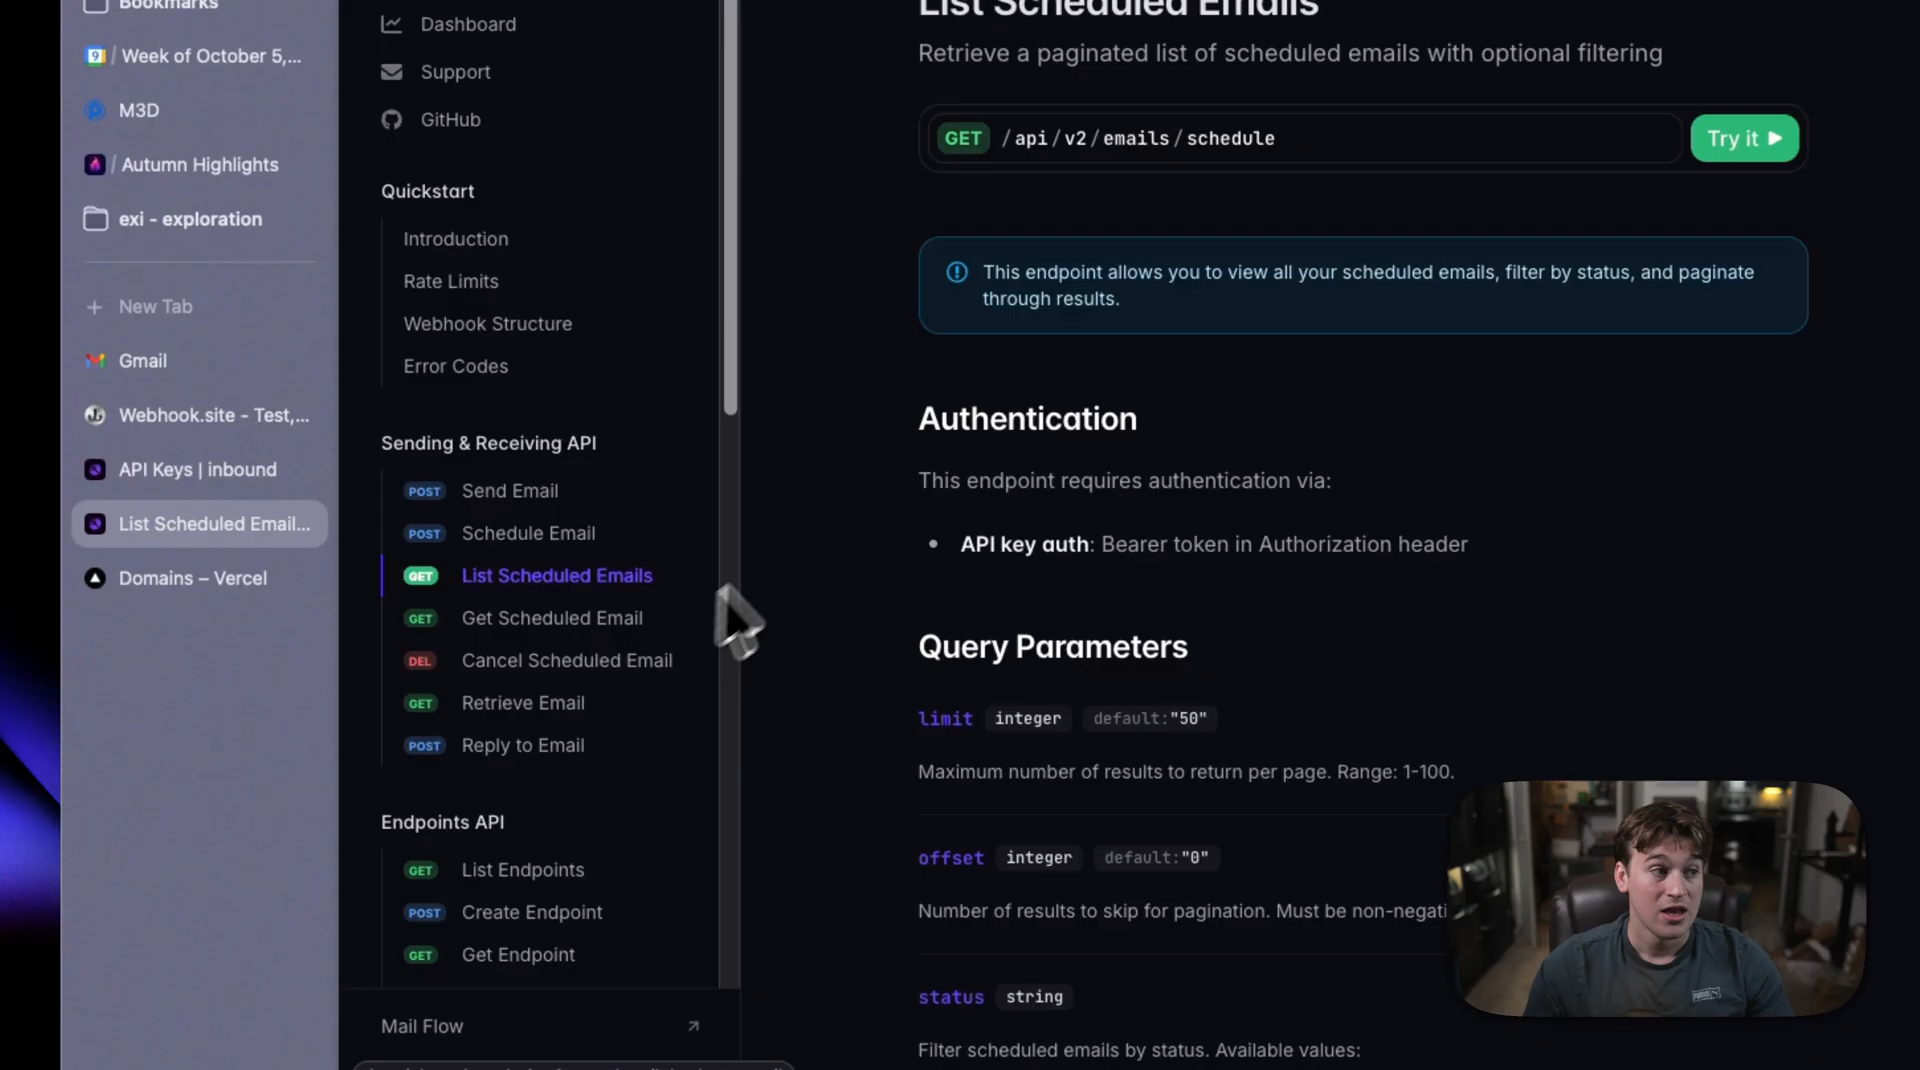 Bookmarks
9 / Week of October 5,...
M3D
/ Autumn Highlights
exi - exploration
+ New Tab
Gmail
Webhook.site - Test,...
API Keys | inbound
List Scheduled Email...
Domains – Vercel
Dashboard
Support
GitHub
Quickstart
Introduction
Rate Limits
Webhook Structure
Error Codes
Sending & Receiving API
POST Send Email
POST Schedule Email
GET List Scheduled Emails
GET Get Scheduled Email
DEL Cancel Scheduled Email
GET Retrieve Email
POST Reply to Email
Endpoints API
GET List Endpoints
POST Create Endpoint
GET Get Endpoint
Mail Flow
List Scheduled Emails
Retrieve a paginated list of scheduled emails with optional filtering
GET /api/v2/emails/schedule
Try it
This endpoint allows you to view all your scheduled emails, filter by status, and paginate
through results.
Authentication
This endpoint requires authentication via:
• API key auth: Bearer token in Authorization header
Query Parameters
limit integer default:"50"
Maximum number of results to return per page. Range: 1-100.
offset integer default:"0"
Number of results to skip for pagination. Must be non-negati
status string
Filter scheduled emails by status. Available values: